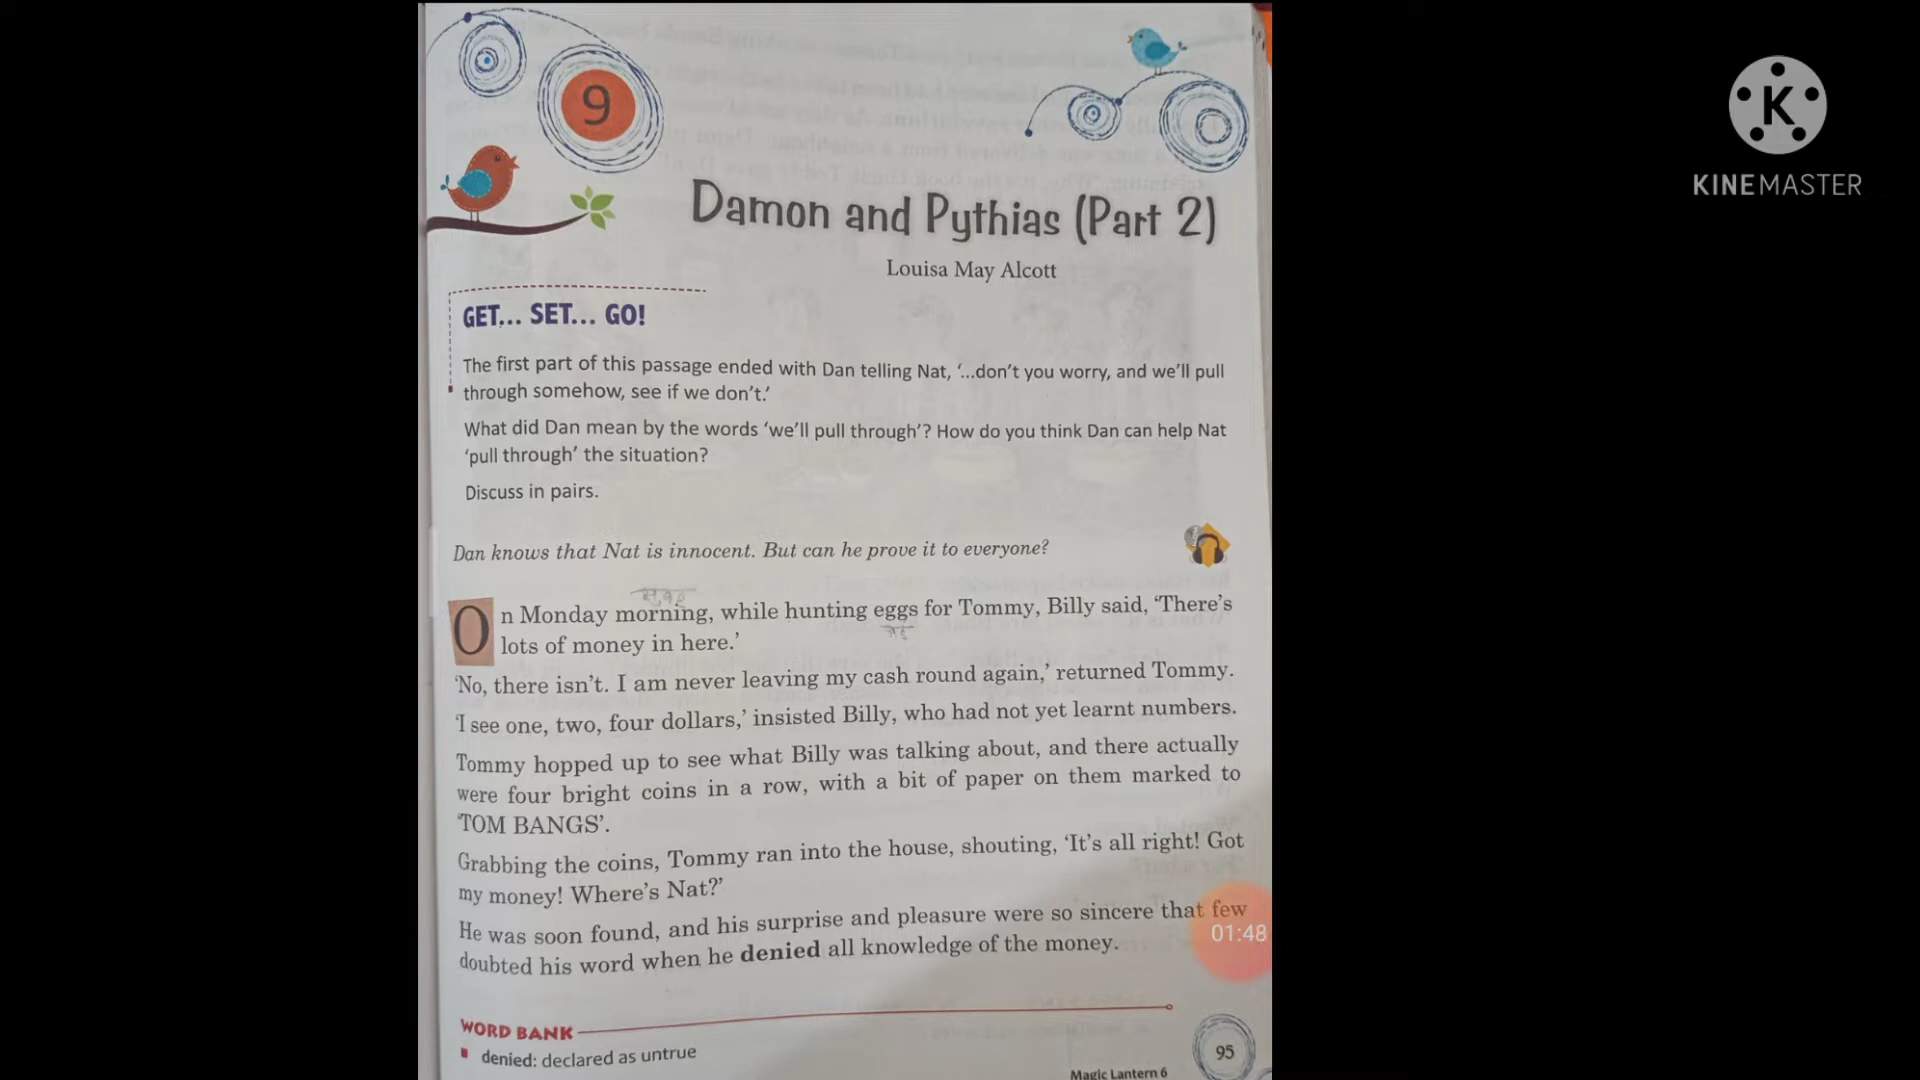 9
Damon and Pythias (Part 2)
Louisa May Alcott
GET... SET... GO!
The first part of this passage ended with Dan telling Nat, ‘...don’t you worry, and we’ll pull
through somehow, see if we don’t.’
What did Dan mean by the words ‘we’ll pull through’? How do you think Dan can help Nat
‘pull through’ the situation?
Discuss in pairs.
Dan knows that Nat is innocent. But can he prove it to everyone?
सुबह
On Monday morning, while hunting eggs for Tommy, Billy said, ‘There’s
lots of money in here.’
‘No, there isn’t. I am never leaving my cash round again,’ returned Tommy.
‘I see one, two, four dollars,’ insisted Billy, who had not yet learnt numbers.
Tommy hopped up to see what Billy was talking about, and there actually
were four bright coins in a row, with a bit of paper on them marked to
‘TOM BANGS’.
Grabbing the coins, Tommy ran into the house, shouting, ‘It’s all right! Got
my money! Where’s Nat?’
He was soon found, and his surprise and pleasure were so sincere that few
doubted his word when he denied all knowledge of the money.
01:48
WORD BANK
denied: declared as untrue
95
Magic Lantern 6
K
KINEMASTER